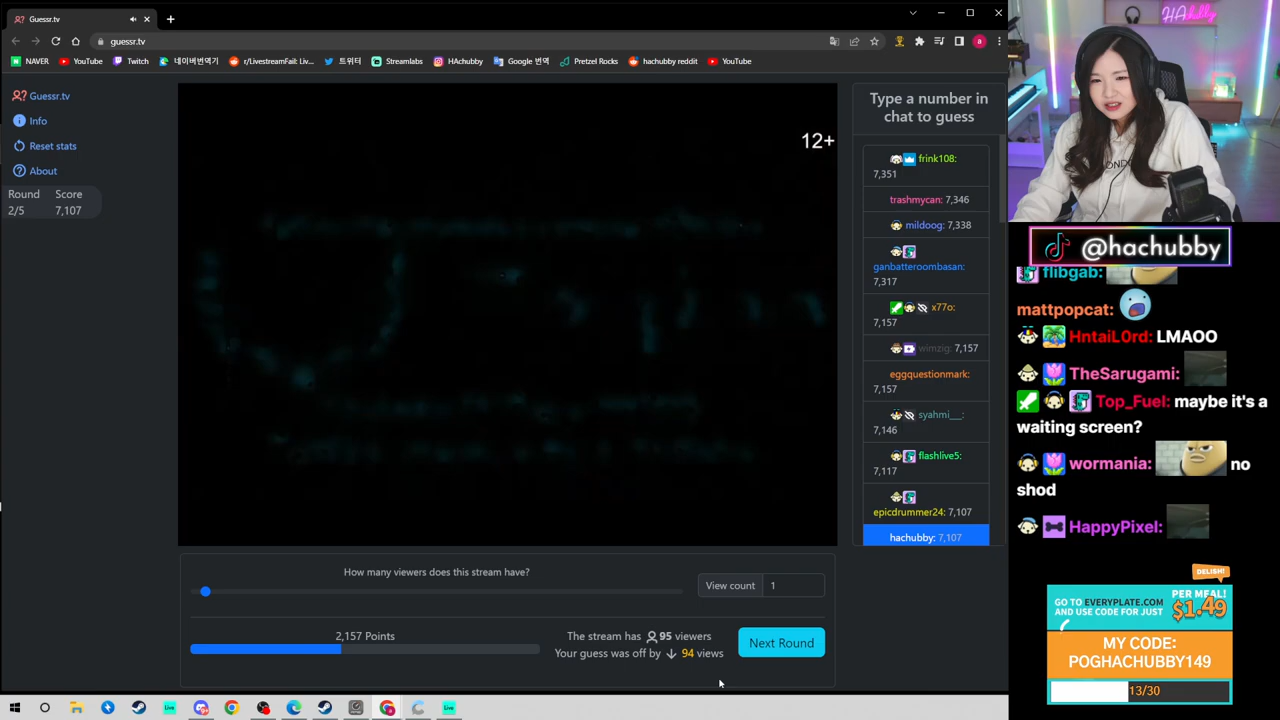 Guessr.tv
guessr.tv
NAVER
YouTube
Twitch
네이버번역기
r/LivestreamFail: Li...
트위터
Streamlabs
HAchubby
Google 번역
Pretzel Rocks
hachubby reddit
YouTube
Guessr.tv
Info
Reset stats
About
Round Score
2/5 7,107
12+
Type a number in
chat to guess
frink108:
7,351
trashmycan: 7,346
mildoog: 7,338
ganbatteroombasan:
7,317
x77o:
7,157
wimzig: 7,157
eggquestionmark:
7,157
syahmi___:
7,146
flashlive5:
7,117
epicdrummer24: 7,107
hachubby: 7,107
How many viewers does this stream have?
View count 1
2,157 Points
The stream has 95 viewers
Your guess was off by ↓ 94 views
Next Round
HAchubby
@hachubby
flibgab:
mattpopcat:
HntaiL0rd: LMAOO
TheSarugami:
Top_Fuel: maybe it's a
waiting screen?
wormania: no
shod
HappyPixel:
DELISH!
GO TO EVERYPLATE.COM
AND USE CODE FOR JUST
PER MEAL!
$1.49
MY CODE:
POGHACHUBBY149
13/30